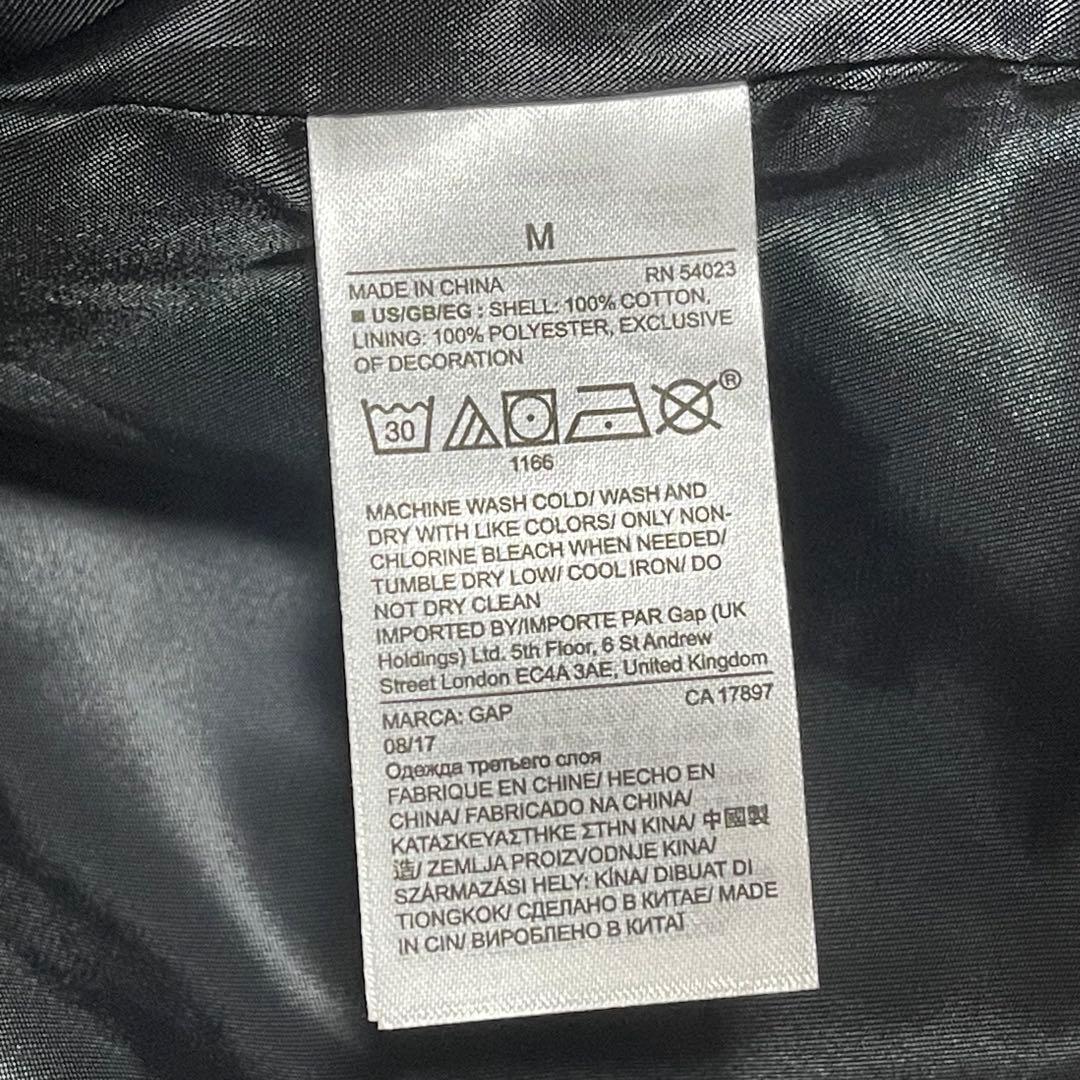 M
MADE IN CHINA RN 54023
■ US/GB/EG : SHELL: 100% COTTON,
LINING: 100% POLYESTER, EXCLUSIVE
OF DECORATION
30 ®
1166
MACHINE WASH COLD/ WASH AND
DRY WITH LIKE COLORS/ ONLY NON-
CHLORINE BLEACH WHEN NEEDED/
TUMBLE DRY LOW/ COOL IRON/ DO
NOT DRY CLEAN
IMPORTED BY/IMPORTE PAR Gap (UK
Holdings) Ltd. 5th Floor, 6 St Andrew
Street London EC4A 3AE, United Kingdom
MARCA: GAP CA 17897
08/17
Одежда третьего слоя
FABRIQUE EN CHINE/ HECHO EN
CHINA/ FABRICADO NA CHINA/
ΚΑΤΑΣΚΕΥΑΣΤΗΚΕ ΣΤΗΝ ΚΙΝΑ/ 中國製
造/ ZEMLJA PROIZVODNJE KINA/
SZÁRMAZÁSI HELY: KÍNA/ DIBUAT DI
TIONGKOK/ СДЕЛАНО В КИТАЕ/ MADE
IN CIN/ ВИРОБЛЕНО В КИТАЇ